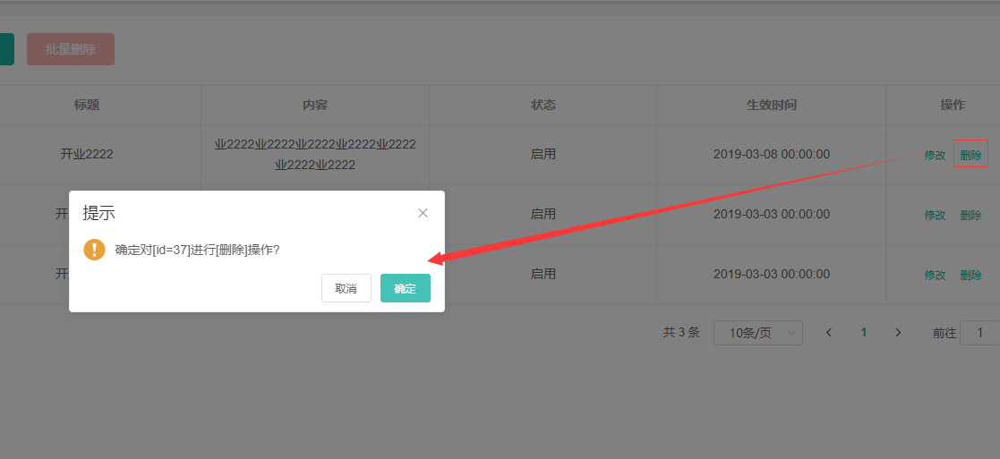 批量删除
标题 内容 状态 生效时间 操作
开业2222 业2222业2222业2222业2222业2222 启用 2019-03-08 00:00:00 修改 删除
业2222业2222
开 启用 2019-03-03 00:00:00 修改 删除
开 启用 2019-03-03 00:00:00 修改 删除
提示
确定对[id=37]进行[删除]操作?
取消 确定
共 3 条 10条/页 1 前往 1